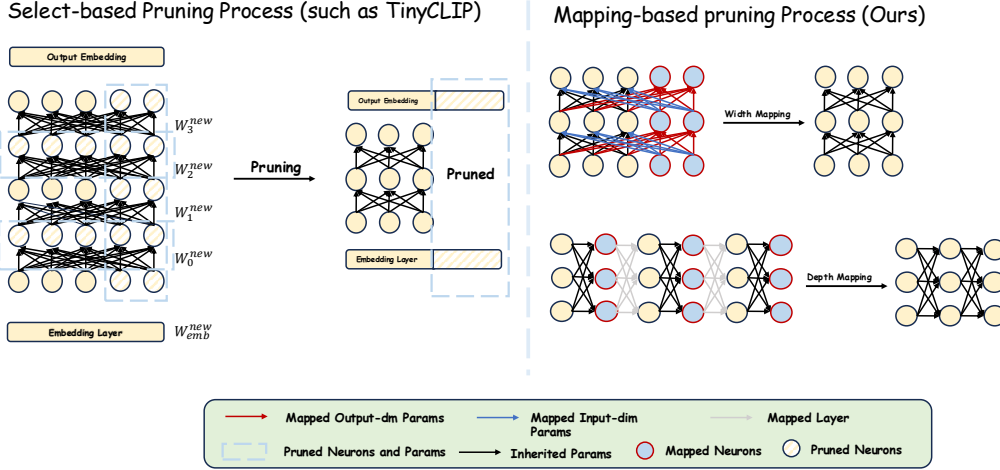 Select-based Pruning Process (such as TinyCLIP)
Output Embedding
W_3^{new}
W_2^{new}
W_1^{new}
W_0^{new}
Embedding Layer
W_{emb}^{new}
Pruning
Output Embedding
Pruned
Embedding Layer
Mapping-based pruning Process (Ours)
Width Mapping
Depth Mapping
Mapped Output-dm Params
Mapped Input-dim
Params
Mapped Layer
Pruned Neurons and Params
Inherited Params
Mapped Neurons
Pruned Neurons